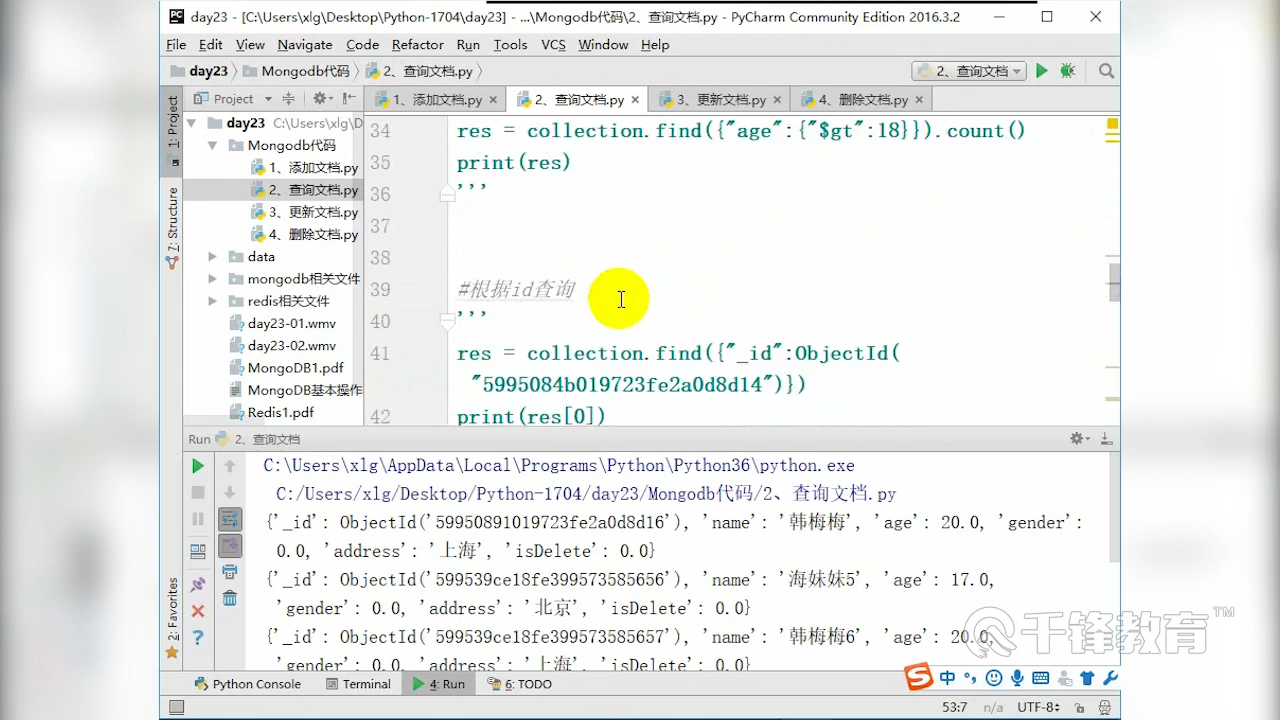 day23 - [C:\Users\xlg\Desktop\Python-1704\day23] - ...\Mongodb代码\2、查询文档.py - PyCharm Community Edition 2016.3.2
File Edit View Navigate Code Refactor Run Tools VCS Window Help
day23 Mongodb代码 2、查询文档.py 2、查询文档
Project 1、添加文档.py 2、查询文档.py 3、更新文档.py 4、删除文档.py
1: Project
7: Structure
2: Favorites
day23 C:\Users\xlg\D
Mongodb代码
1、添加文档.py
2、查询文档.py
3、更新文档.py
4、删除文档.py
data
mongodb相关文件
redis相关文件
day23-01.wmv
day23-02.wmv
MongoDB1.pdf
MongoDB基本操作
Redis1.pdf
34 res = collection.find({"age":{"$gt":18}}).count()
35 print(res)
36 '''
37
38
39 #根据id查询
40 '''
41 res = collection.find({"_id":ObjectId(
"5995084b019723fe2a0d8d14")})
42 print(res[0])
Run 2、查询文档
C:\Users\xlg\AppData\Local\Programs\Python\Python36\python.exe
C:/Users/xlg/Desktop/Python-1704/day23/Mongodb代码/2、查询文档.py
{'_id': ObjectId('59950891019723fe2a0d8d16'), 'name': '韩梅梅', 'age': 20.0, 'gender':
0.0, 'address': '上海', 'isDelete': 0.0}
{'_id': ObjectId('599539ce18fe399573585656'), 'name': '海妹妹5', 'age': 17.0,
'gender': 0.0, 'address': '北京', 'isDelete': 0.0}
{'_id': ObjectId('599539ce18fe399573585657'), 'name': '韩梅梅6', 'age': 20.0,
'gender': 0.0, 'address': '上海', 'isDelete': 0.0}
千锋教育 TM
Python Console Terminal 4: Run 6: TODO
S 中
53:7 n/a UTF-8